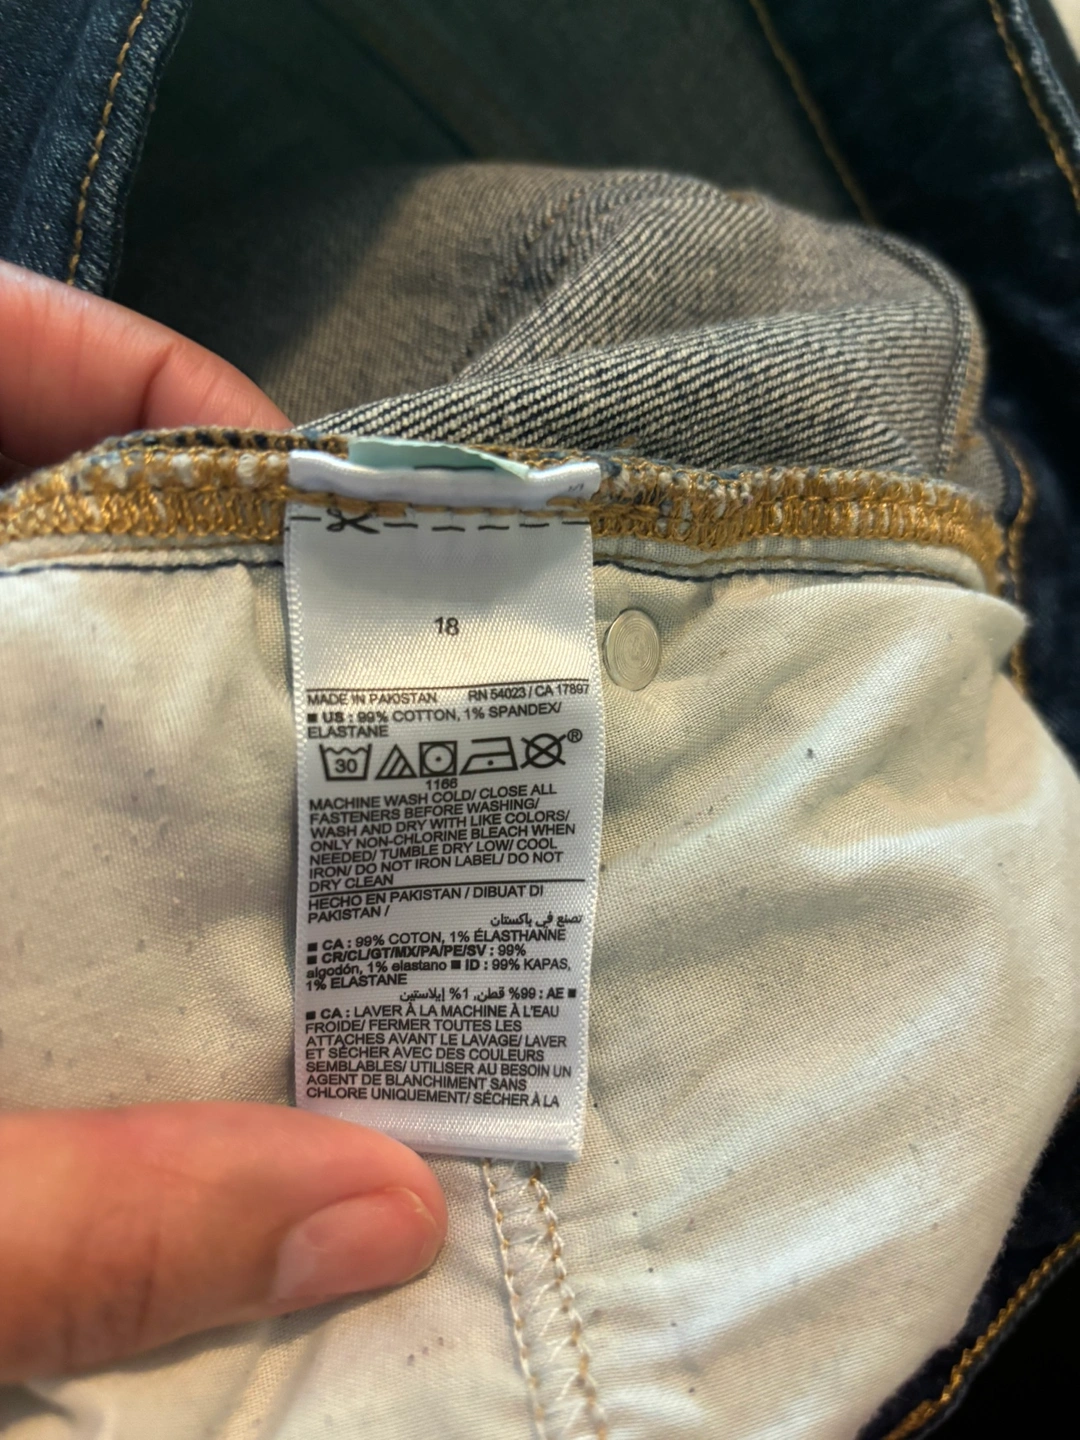 18
MADE IN PAKISTAN RN 54023 / CA 17897
■ US : 99% COTTON, 1% SPANDEX/
ELASTANE
30 ®
1166
MACHINE WASH COLD/ CLOSE ALL
FASTENERS BEFORE WASHING/
WASH AND DRY WITH LIKE COLORS/
ONLY NON-CHLORINE BLEACH WHEN
NEEDED/ TUMBLE DRY LOW/ COOL
IRON/ DO NOT IRON LABEL/ DO NOT
DRY CLEAN
HECHO EN PAKISTAN / DIBUAT DI
PAKISTAN /
تصنع في باكستان
■ CA : 99% COTON, 1% ÉLASTHANNE
■ CR/CL/GT/MX/PA/PE/SV : 99%
algodón, 1% elastano ■ ID : 99% KAPAS,
1% ELASTANE
■ AE : 99% قطن, 1% إيلاستين
■ CA : LAVER À LA MACHINE À L'EAU
FROIDE/ FERMER TOUTES LES
ATTACHES AVANT LE LAVAGE/ LAVER
ET SÉCHER AVEC DES COULEURS
SEMBLABLES/ UTILISER AU BESOIN UN
AGENT DE BLANCHIMENT SANS
CHLORE UNIQUEMENT/ SÉCHER À LA